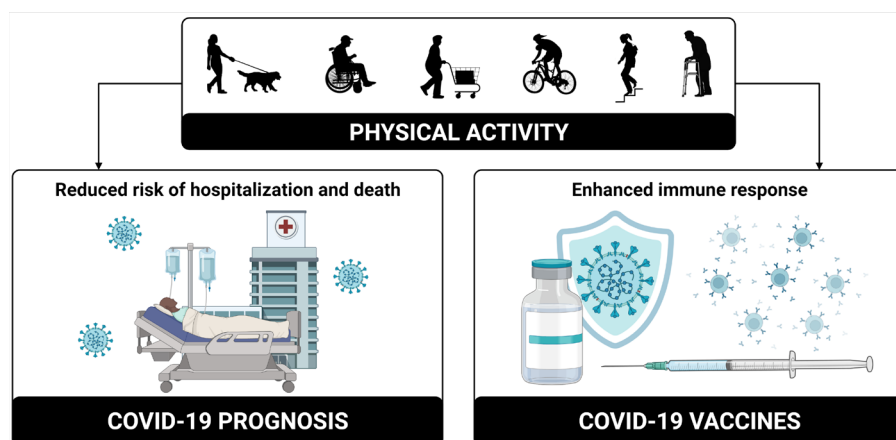 PHYSICAL ACTIVITY
Reduced risk of hospitalization and death
COVID-19 PROGNOSIS
Enhanced immune response
COVID-19 VACCINES